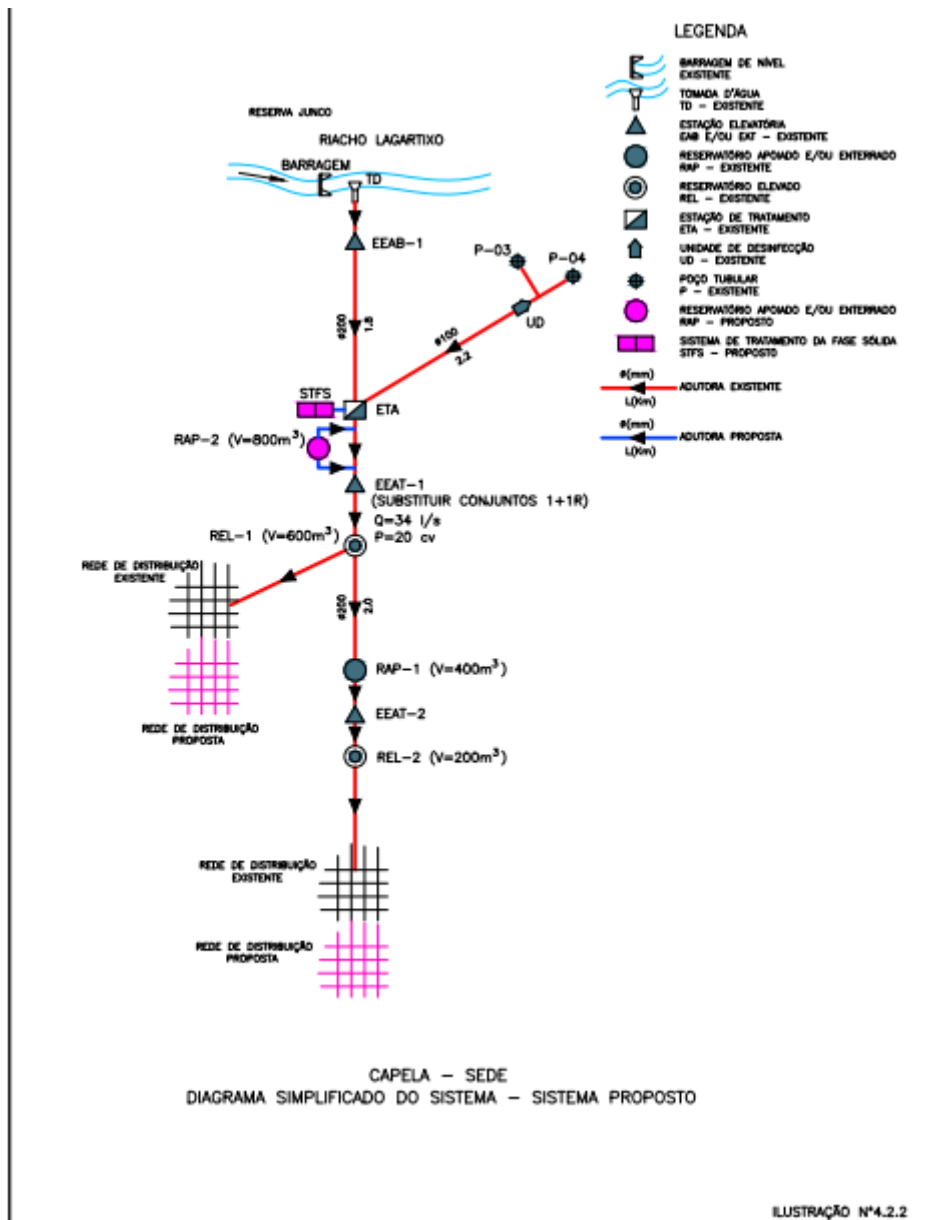 LEGENDA
BARRAGEM DE NÍVEL
EXISTENTE
TOMADA D'ÁGUA
TD – EXISTENTE
ESTAÇÃO ELEVATÓRIA
EAB E/OU EAT – EXISTENTE
RESERVATÓRIO APOIADO E/OU ENTERRADO
RAP – EXISTENTE
RESERVATÓRIO ELEVADO
REL – EXISTENTE
ESTAÇÃO DE TRATAMENTO
ETA – EXISTENTE
UNIDADE DE DESINFECÇÃO
UD – EXISTENTE
POÇO TUBULAR
P – EXISTENTE
RESERVATÓRIO APOIADO E/OU ENTERRADO
RAP – PROPOSTO
SISTEMA DE TRATAMENTO DA FASE SÓLIDA
STFS – PROPOSTO
ø(mm)
ADUTORA EXISTENTE
L(Km)
ø(mm)
ADUTORA PROPOSTA
L(Km)
RESERVA JUNCO
RIACHO LAGARTIXO
BARRAGEM
TD
EEAB–1
P–03
P–04
UD
ø200
1.8
ø100
2.2
STFS
ETA
RAP–2 (V=800m³)
EEAT–1
(SUBSTITUIR CONJUNTOS 1+1R)
Q=34 l/s
P=20 cv
REL–1 (V=600m³)
REDE DE DISTRIBUIÇÃO
EXISTENTE
ø200
2.0
RAP–1 (V=400m³)
EEAT–2
REDE DE DISTRIBUIÇÃO
PROPOSTA
REL–2 (V=200m³)
REDE DE DISTRIBUIÇÃO
EXISTENTE
REDE DE DISTRIBUIÇÃO
PROPOSTA
CAPELA – SEDE
DIAGRAMA SIMPLIFICADO DO SISTEMA – SISTEMA PROPOSTO
ILUSTRAÇÃO N°4.2.2